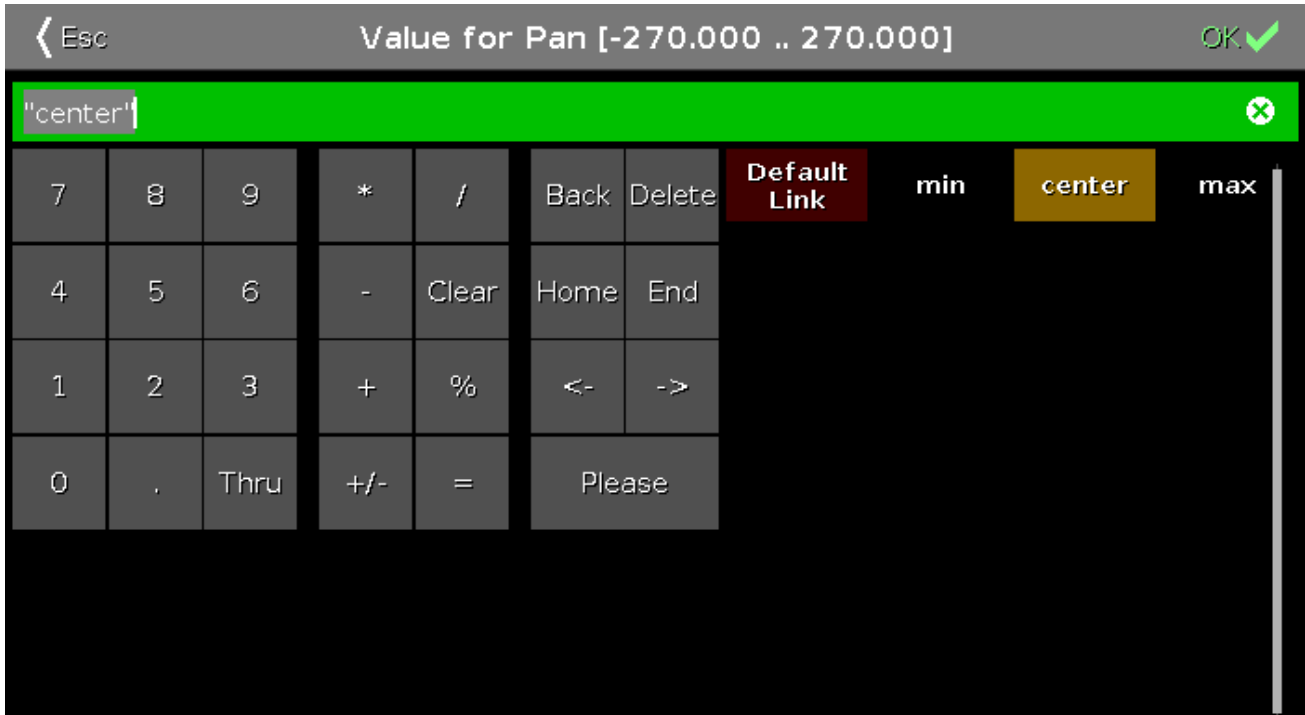 Esc Value for Pan [-270.000 .. 270.000] OK
"center"
7 8 9 * / Back Delete Default Link min center max
4 5 6 - Clear Home End
1 2 3 + % <- ->
0 . Thru +/- = Please